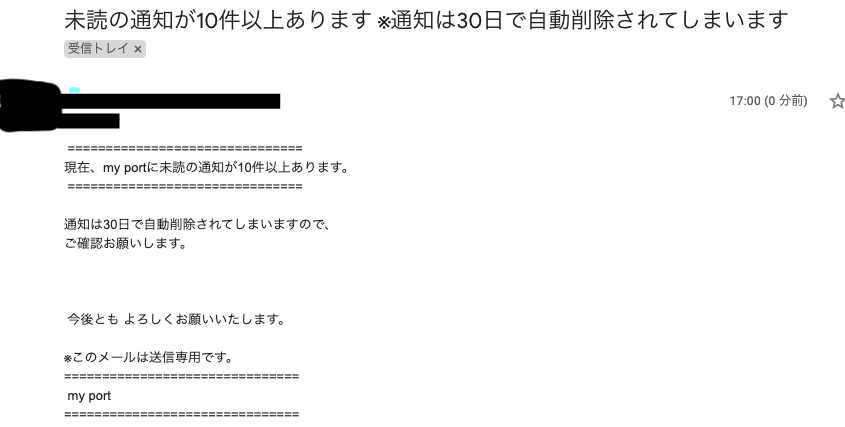 未読の通知が10件以上あります ※通知は30日で自動削除されてしまいます
受信トレイ ×
17:00 (0 分前)
==============================
現在、my portに未読の通知が10件以上あります。
==============================
通知は30日で自動削除されてしまいますので、
ご確認お願いします。
今後とも よろしくお願いいたします。
※このメールは送信専用です。
==============================
my port
==============================